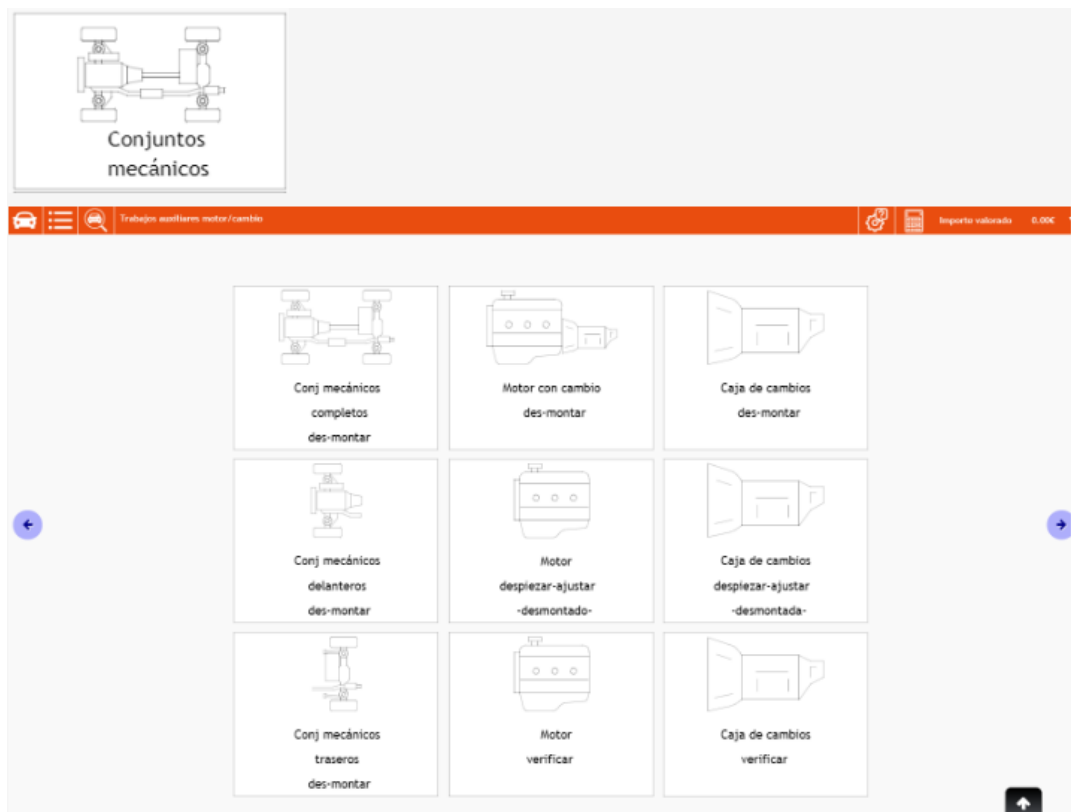 Conjuntos
mecánicos
Trabajos auxiliares motor/cambio
Importe valorado 0.00€
Conj mecánicos
completos
des-montar
Motor con cambio
des-montar
Caja de cambios
des-montar
Conj mecánicos
delanteros
des-montar
Motor
despiezar-ajustar
-desmontado-
Caja de cambios
despiezar-ajustar
-desmontada-
Conj mecánicos
traseros
des-montar
Motor
verificar
Caja de cambios
verificar